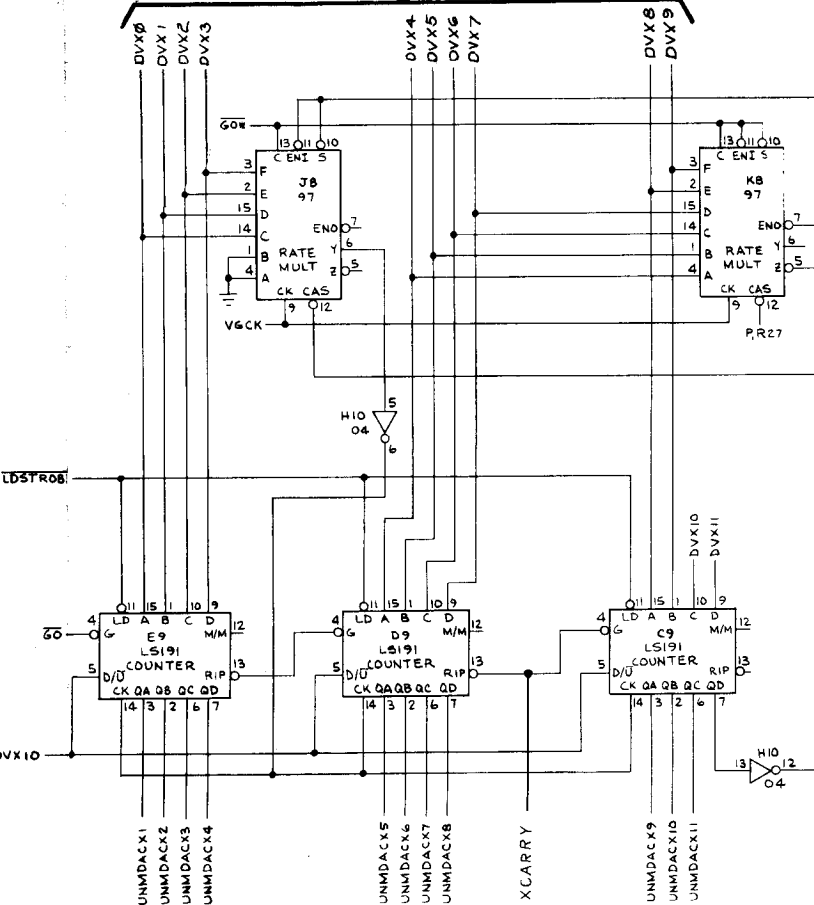 DVXØ DVX1 DVX2 DVX3 DVX4 DVX5 DVX6 DVX7 DVX8 DVX9
GO*
13 11 10
C ENI S
3 F
2 E
15 D
14 C
1 B
4 A
J8
97
RATE
MULT
ENO 7
Y 6
Z 5
CK CAS
9 12
VGCK
13 11 10
C ENI S
3 F
2 E
15 D
14 C
1 B
4 A
K8
97
RATE
MULT
ENO 7
Y 6
Z 5
CK CAS
9 12
P,R27
H10
04
5
6
LDSTROB
DVX10
DVX11
11 15 1 10 9
LD A B C D
4 G
E9
LS191
COUNTER
M/M 12
5 D/U
RIP 13
CK QA QB QC QD
14 3 2 6 7
GO
11 15 1 10 9
LD A B C D
4 G
D9
LS191
COUNTER
M/M 12
5 D/U
RIP 13
CK QA QB QC QD
14 3 2 6 7
11 15 1 10 9
LD A B C D
4 G
C9
LS191
COUNTER
M/M 12
5 D/U
RIP 13
CK QA QB QC QD
14 3 2 6 7
DVX10
H10
13 12
04
UNMDACX1
UNMDACX2
UNMDACX3
UNMDACX4
UNMDACX5
UNMDACX6
UNMDACX7
UNMDACX8
XCARRY
UNMDACX9
UNMDACX10
UNMDACX11